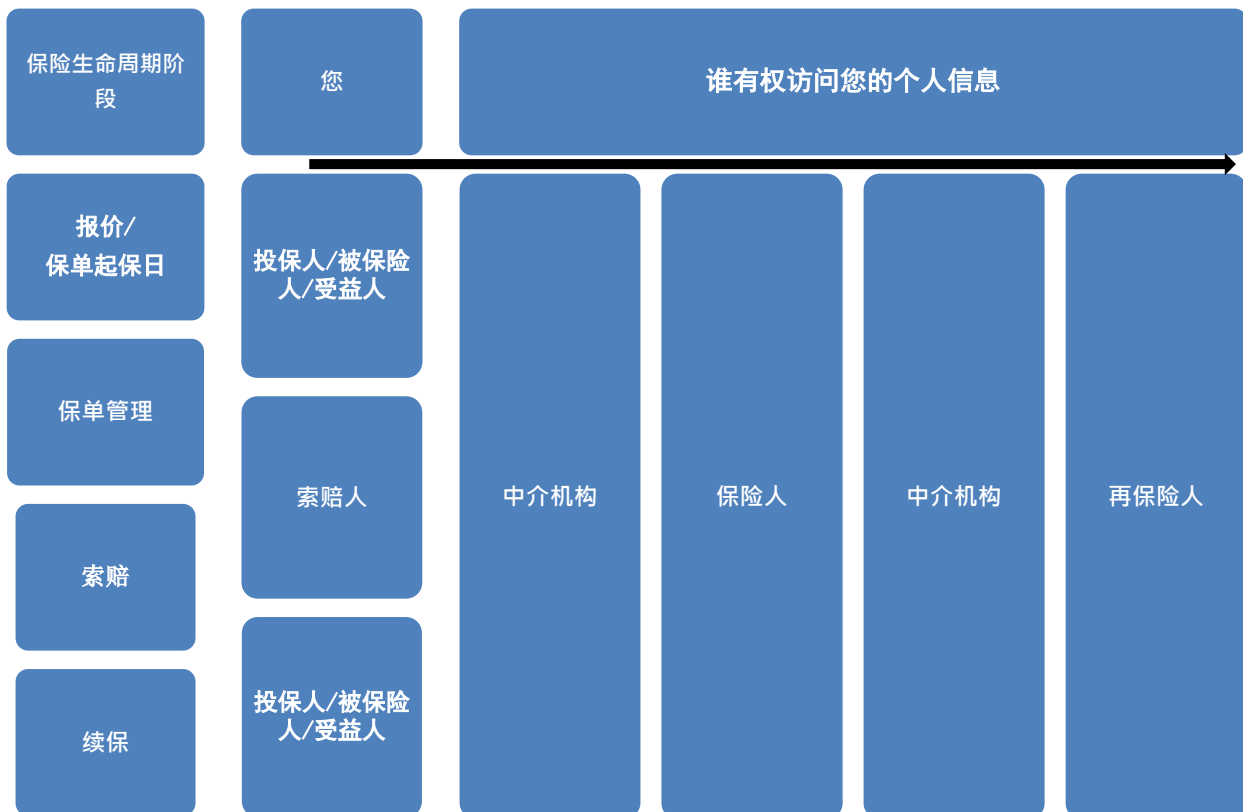 保险生命周期阶
段
您
谁有权访问您的个人信息
报价/
保单起保日
保单管理
索赔
续保
投保人/被保险
人/受益人
索赔人
投保人/被保险
人/受益人
中介机构
保险人
中介机构
再保险人